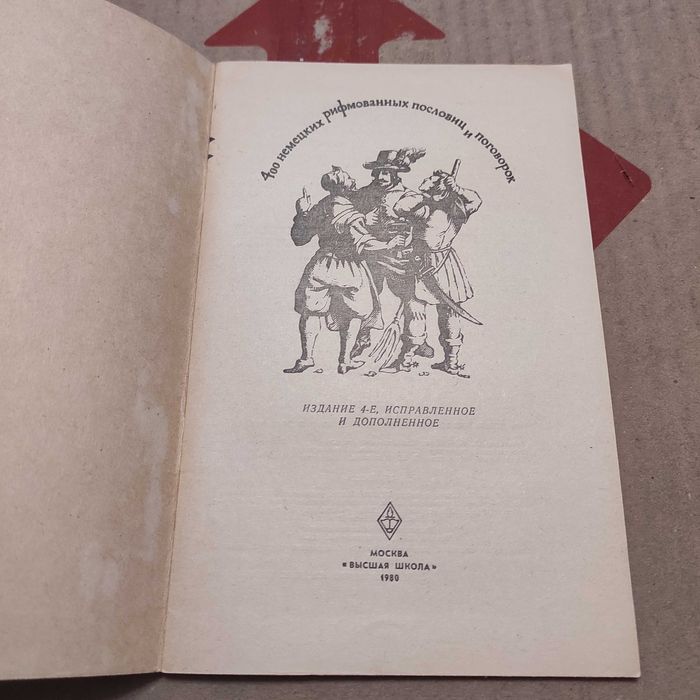 400 немецких рифмованных пословиц и поговорок
ИЗДАНИЕ 4-Е, ИСПРАВЛЕННОЕ
И ДОПОЛНЕННОЕ
МОСКВА
«ВЫСШАЯ ШКОЛА»
1980